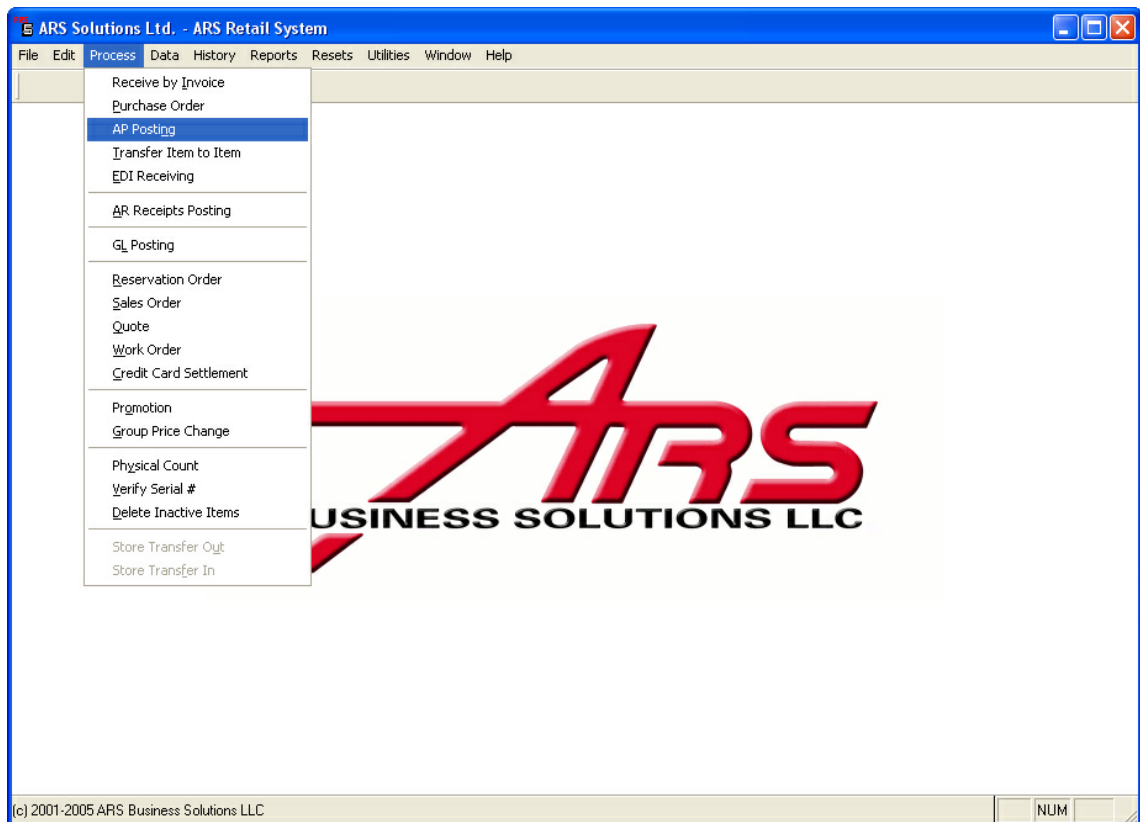 ARS Solutions Ltd. - ARS Retail System
File Edit Process Data History Reports Resets Utilities Window Help
Receive by Invoice
Purchase Order
AP Posting
Transfer Item to Item
EDI Receiving
AR Receipts Posting
GL Posting
Reservation Order
Sales Order
Quote
Work Order
Credit Card Settlement
Promotion
Group Price Change
Physical Count
Verify Serial #
Delete Inactive Items
Store Transfer Out
Store Transfer In
ARS
USINESS SOLUTIONS LLC
(c) 2001-2005 ARS Business Solutions LLC NUM